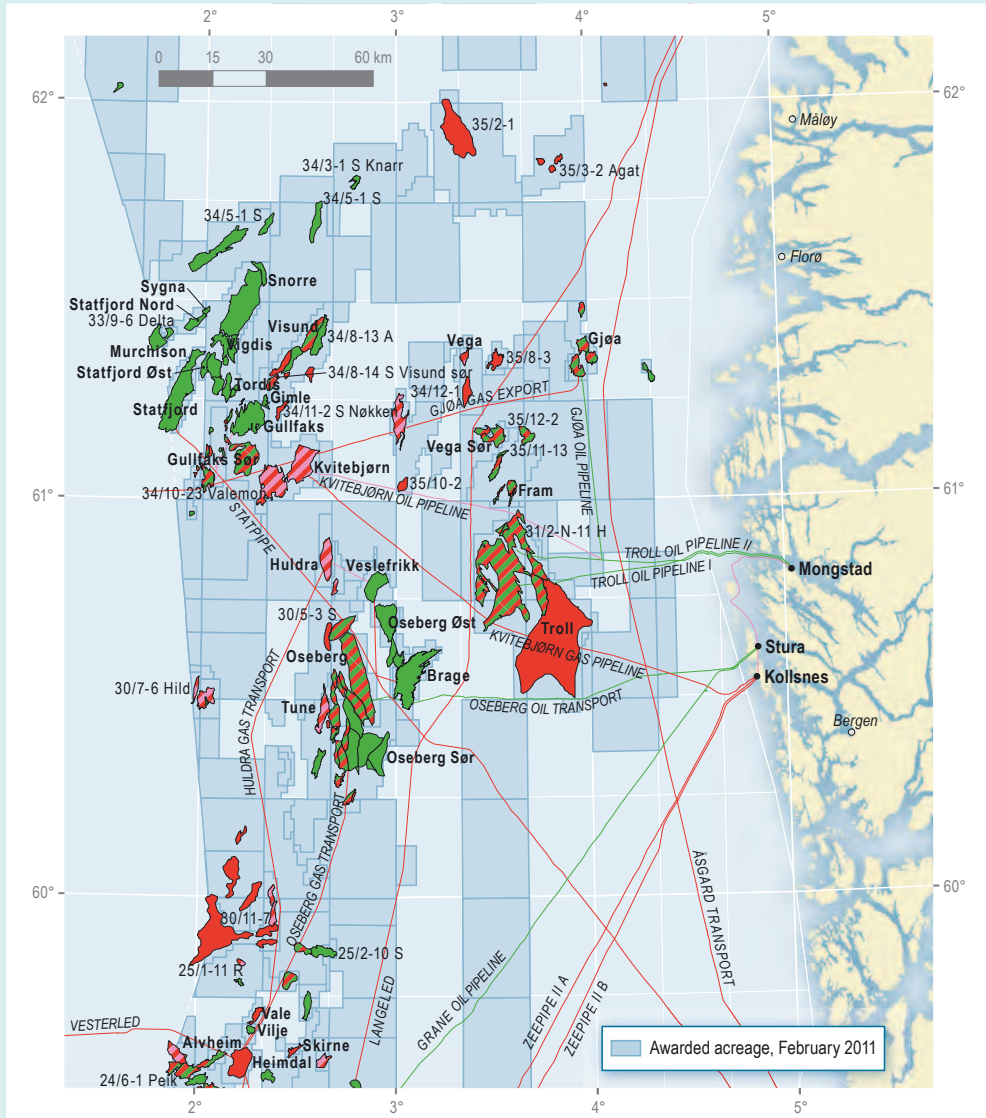 2° 3° 4° 5°
0 15 30 60 km
62° 62°
Måløy
35/2-1
35/3-2 Agat
34/3-1 S Knarr
34/5-1 S
34/5-1 S
Florø
Snorre
Sygna
Statfjord Nord
33/9-6 Delta
Visund
34/8-13 A
Vigdis
Murchison
Vega
Gjøa
35/8-3
Statfjord Øst
34/8-14 S Visund sør
Tordis
34/12-1
GJØA GAS EXPORT
Gimle
Statfjord
34/11-2 S Nøkken
Gullfaks
35/12-2
GJØA OIL PIPELINE
Vega Sør
35/11-13
Gullfaks Sør
Kvitebjørn
35/10-2
KVITEBJØRN OIL PIPELINE
34/10-23 Valemon
Fram
61° 61°
STATPIPE
31/2-N-11 H
TROLL OIL PIPELINE II
TROLL OIL PIPELINE I
Mongstad
Huldra
Veslefrikk
30/5-3 S
Oseberg Øst
Troll
KVITEBJØRN GAS PIPELINE
Stura
Oseberg
Brage
Kollsnes
30/7-6 Hild
OSEBERG OIL TRANSPORT
Tune
Bergen
HULDRA GAS TRANSPORT
Oseberg Sør
OSEBERG GAS TRANSPORT
60° 60°
ÅSGARD TRANSPORT
30/11-7
25/2-10 S
25/1-11 R
LANGELED
GRANE OIL PIPELINE
ZEEPIPE II A
ZEEPIPE II B
VESTERLED
Vale
Vilje
Alvheim
Skirne
Heimdal
24/6-1 Peik
Awarded acreage, February 2011
2° 3° 4° 5°